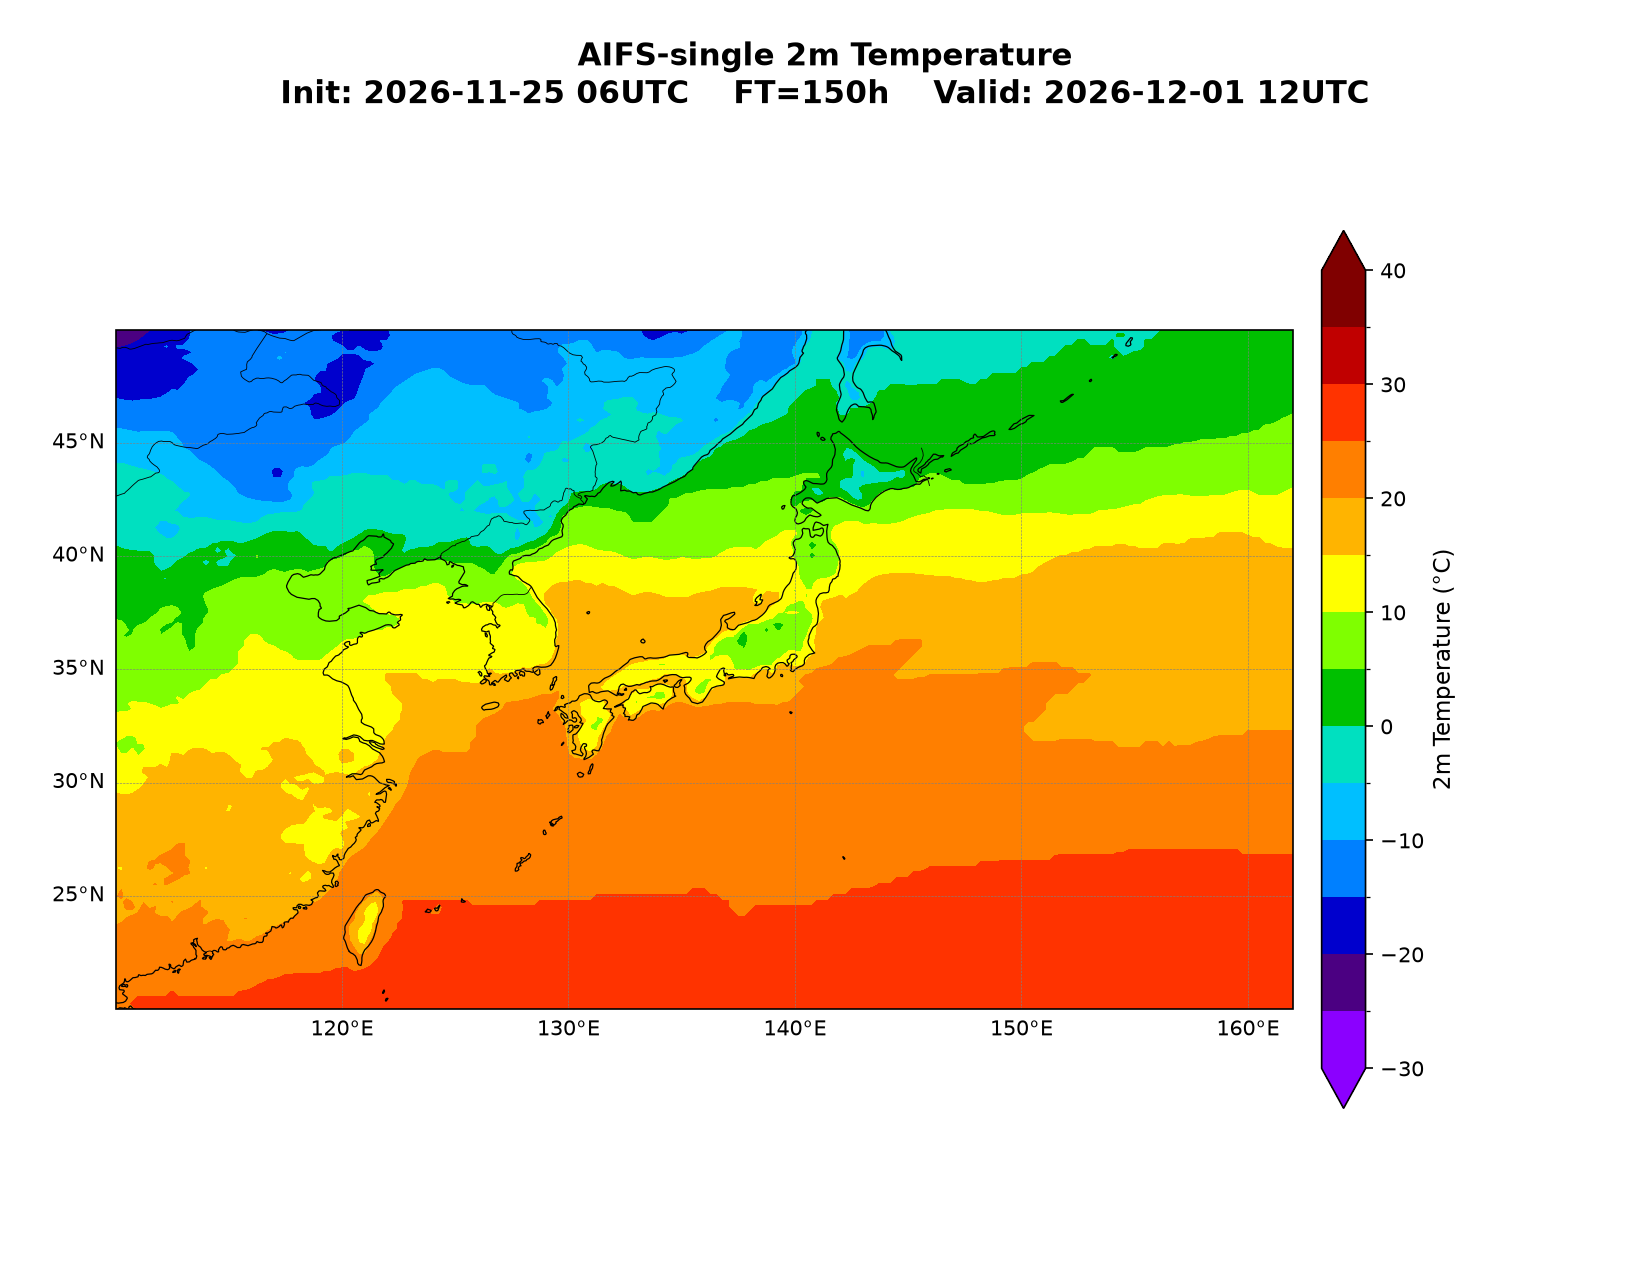 AIFS-single 2m Temperature
Init: 2026-11-25 06UTC    FT=150h    Valid: 2026-12-01 12UTC
45°N
40°N
35°N
30°N
25°N
120°E
130°E
140°E
150°E
160°E
40
30
20
10
0
−10
−20
−30
2m Temperature (°C)